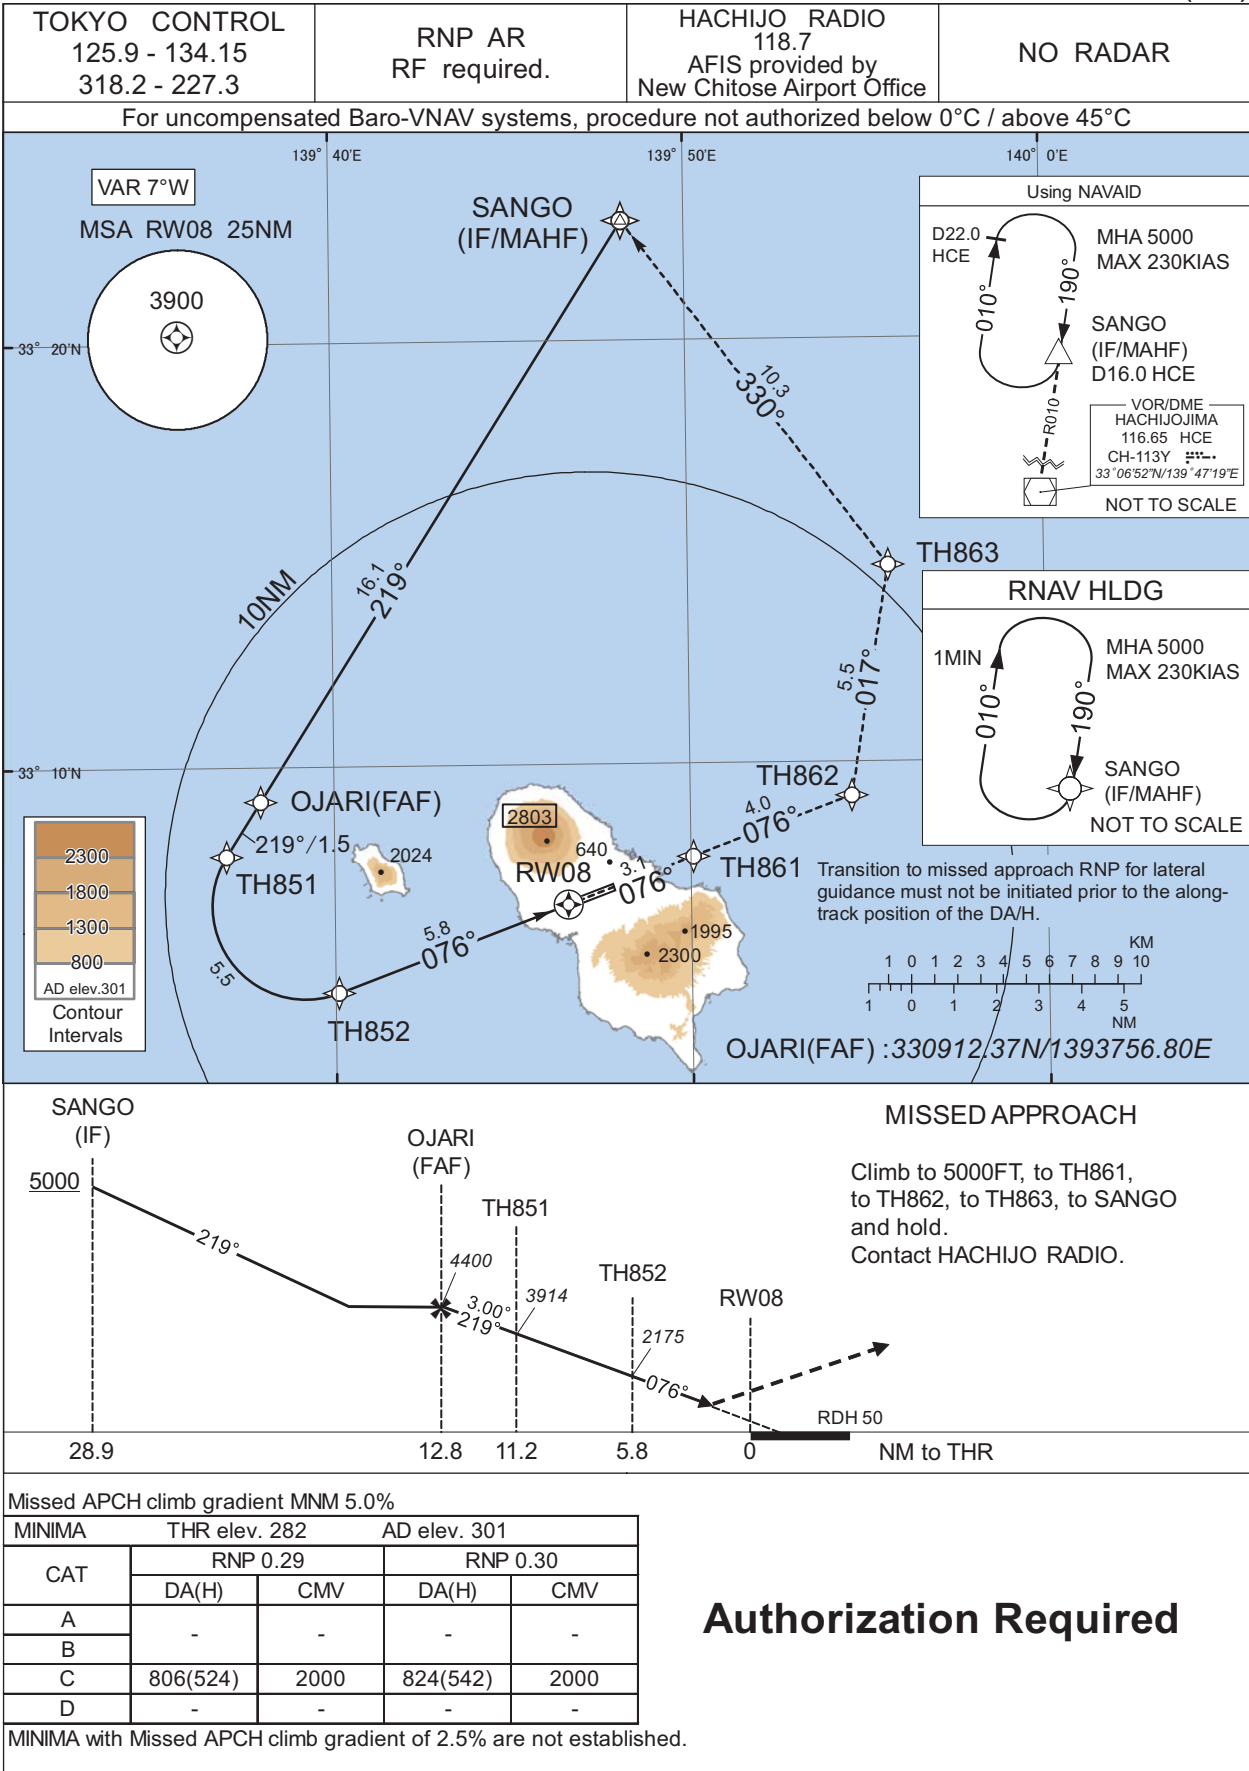 TOKYO CONTROL
125.9 - 134.15
318.2 - 227.3
RNP AR
RF required.
HACHIJO RADIO
118.7
AFIS provided by
New Chitose Airport Office
NO RADAR
For uncompensated Baro-VNAV systems, procedure not authorized below 0°C / above 45°C
139° 40'E
139° 50'E
140° 0'E
VAR 7°W
MSA RW08 25NM
3900
SANGO
(IF/MAHF)
Using NAVAID
D22.0
HCE
MHA 5000
MAX 230KIAS
010°
190°
SANGO
(IF/MAHF)
D16.0 HCE
R010
VOR/DME
HACHIJOJIMA
116.65 HCE
CH-113Y
33°06'52"N/139°47'19"E
NOT TO SCALE
33° 20'N
10.3
330°
16.1
219°
10NM
TH863
RNAV HLDG
1MIN
MHA 5000
MAX 230KIAS
010°
190°
SANGO
(IF/MAHF)
NOT TO SCALE
5.5
017°
33° 10'N
OJARI(FAF)
TH862
4.0
076°
2803
640
219°/1.5
2024
TH851
RW08
3.1
076°
TH861
Transition to missed approach RNP for lateral
guidance must not be initiated prior to the along-
track position of the DA/H.
2300
1800
1300
800
AD elev.301
Contour
Intervals
5.8
076°
1995
2300
5.5
TH852
KM
1 0 1 2 3 4 5 6 7 8 9 10
1 0 1 2 3 4 5
NM
OJARI(FAF) :330912.37N/1393756.80E
SANGO
(IF)
5000
219°
OJARI
(FAF)
4400
3.00°
219°
TH851
3914
TH852
2175
076°
RW08
RDH 50
28.9
12.8
11.2
5.8
0
NM to THR
MISSED APPROACH
Climb to 5000FT, to TH861,
to TH862, to TH863, to SANGO
and hold.
Contact HACHIJO RADIO.
Missed APCH climb gradient MNM 5.0%
MINIMA THR elev. 282 AD elev. 301
CAT RNP 0.29 RNP 0.30
DA(H) CMV DA(H) CMV
A
- - - -
B
C 806(524) 2000 824(542) 2000
D - - - -
MINIMA with Missed APCH climb gradient of 2.5% are not established.
Authorization Required